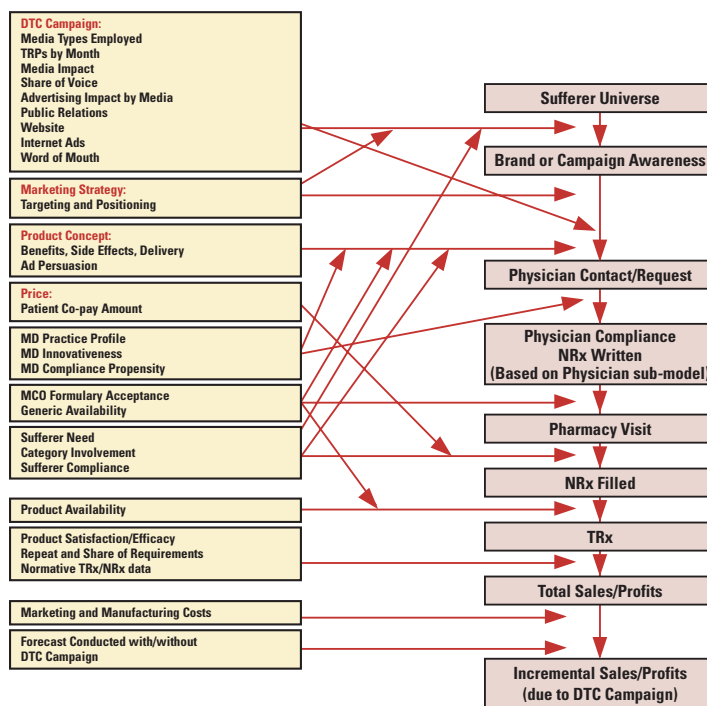 DTC Campaign:
Media Types Employed
TRPs by Month
Media Impact
Share of Voice
Advertising Impact by Media
Public Relations
Website
Internet Ads
Word of Mouth
Marketing Strategy:
Targeting and Positioning
Product Concept:
Benefits, Side Effects, Delivery
Ad Persuasion
Price:
Patient Co-pay Amount
MD Practice Profile
MD Innovativeness
MD Compliance Propensity
MCO Formulary Acceptance
Generic Availability
Sufferer Need
Category Involvement
Sufferer Compliance
Product Availability
Product Satisfaction/Efficacy
Repeat and Share of Requirements
Normative TRx/NRx data
Marketing and Manufacturing Costs
Forecast Conducted with/without
DTC Campaign
Sufferer Universe
Brand or Campaign Awareness
Physician Contact/Request
Physician Compliance
NRx Written
(Based on Physician sub-model)
Pharmacy Visit
NRx Filled
TRx
Total Sales/Profits
Incremental Sales/Profits
(due to DTC Campaign)